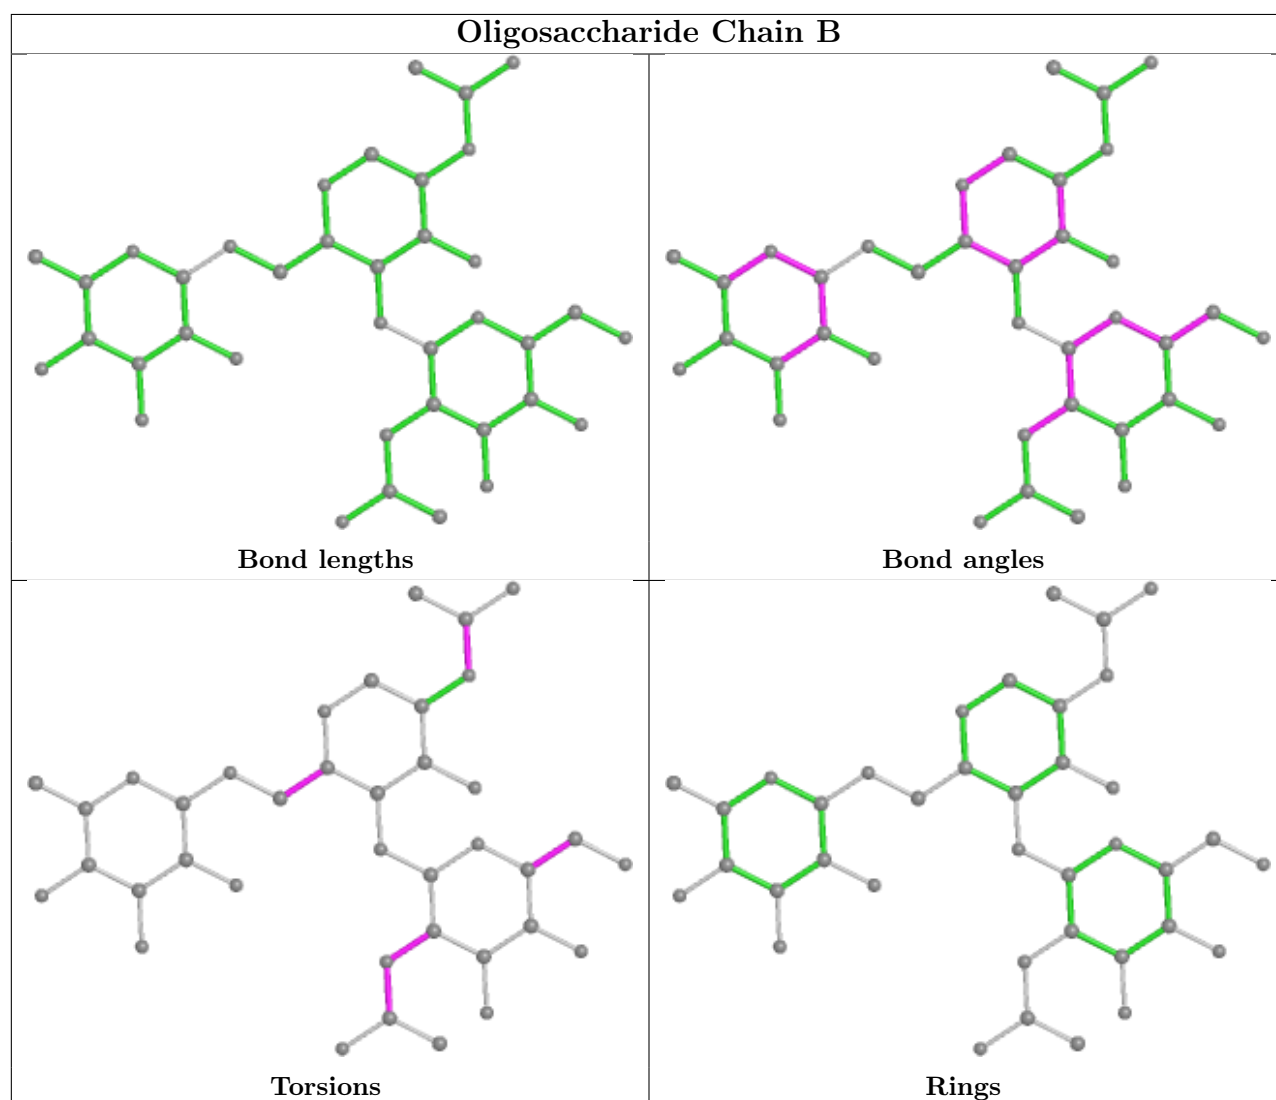 Oligosaccharide Chain B
Bond lengths
Bond angles
Torsions
Rings